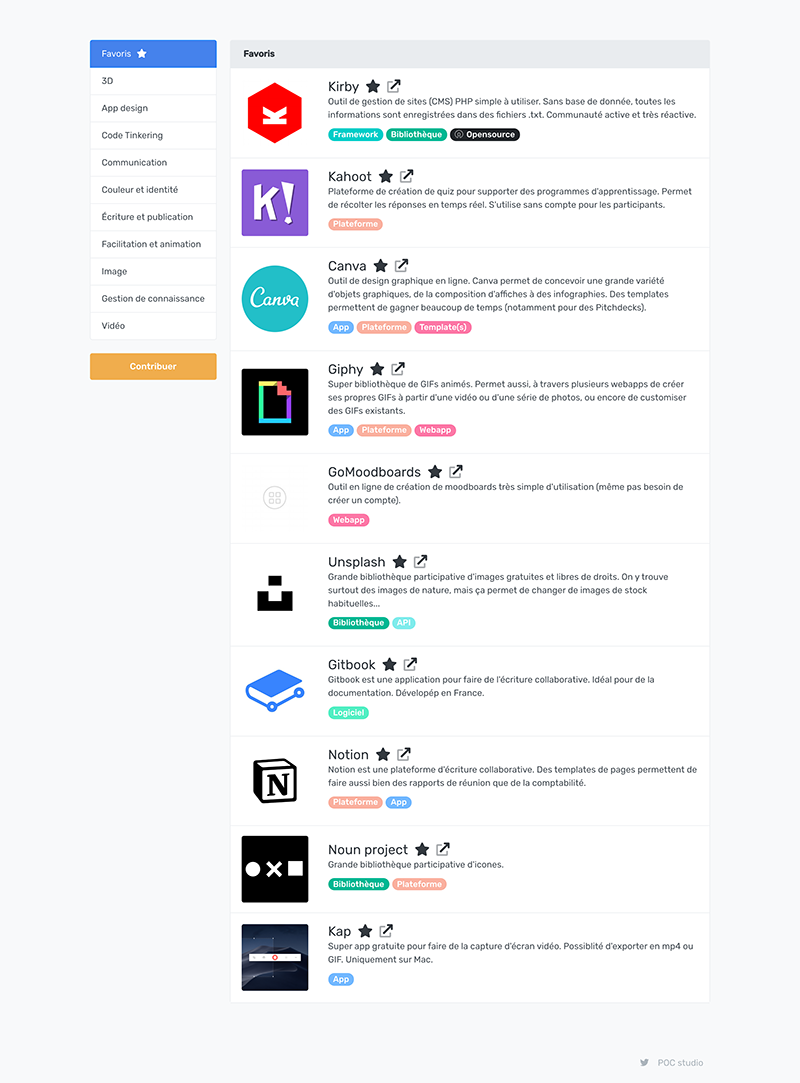 Favoris
3D
App design
Code Tinkering
Communication
Couleur et identité
Écriture et publication
Facilitation et animation
Image
Gestion de connaissance
Vidéo
Contribuer
Favoris
Kirby
Outil de gestion de sites (CMS) PHP simple à utiliser. Sans base de donnée, toutes les
informations sont enregistrées dans des fichiers .txt. Communauté active et très réactive.
Framework Bibliothèque Opensource
K!
Kahoot
Plateforme de création de quiz pour supporter des programmes d'apprentissage. Permet
de récolter les réponses en temps réel. S'utilise sans compte pour les participants.
Plateforme
Canva
Canva
Outil de design graphique en ligne. Canva permet de concevoir une grande variété
d'objets graphiques, de la composition d'affiches à des infographies. Des templates
permettent de gagner beaucoup de temps (notamment pour des Pitchdecks).
App Plateforme Template(s)
Giphy
Super bibliothèque de GIFs animés. Permet aussi, à travers plusieurs webapps de créer
ses propres GIFs à partir d'une vidéo ou d'une série de photos, ou encore de customiser
des GIFs existants.
App Plateforme Webapp
GoMoodboards
Outil en ligne de création de moodboards très simple d'utilisation (même pas besoin de
créer un compte).
Webapp
Unsplash
Grande bibliothèque participative d'images gratuites et libres de droits. On y trouve
surtout des images de nature, mais ça permet de changer de images de stock
habituelles...
Bibliothèque API
Gitbook
Gitbook est une application pour faire de l'écriture collaborative. Idéal pour de la
documentation. Dévelopép en France.
Logiciel
N
Notion
Notion est une plateforme d'écriture collaborative. Des templates de pages permettent de
faire aussi bien des rapports de réunion que de la comptabilité.
Plateforme App
Noun project
Grande bibliothèque participative d'icones.
Bibliothèque Plateforme
Kap
Super app gratuite pour faire de la capture d'écran vidéo. Possiblité d'exporter en mp4 ou
GIF. Uniquement sur Mac.
App
POC studio